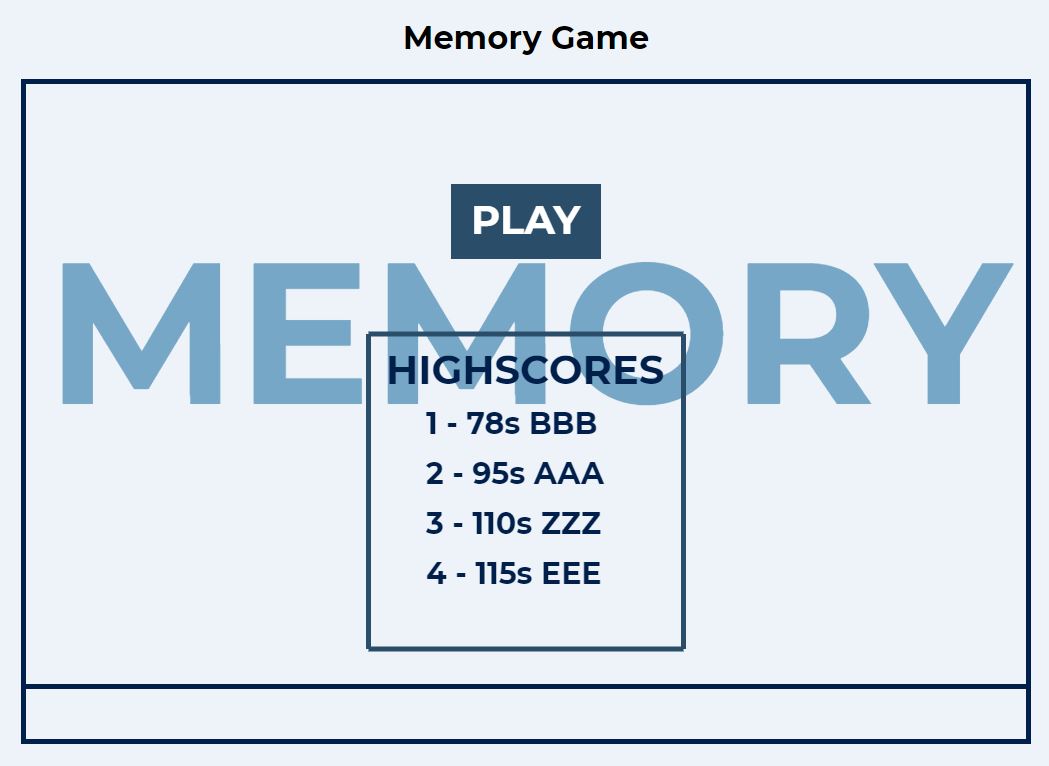 Memory Game
PLAY
MEMORY
HIGHSCORES
1 - 78s BBB
2 - 95s AAA
3 - 110s ZZZ
4 - 115s EEE